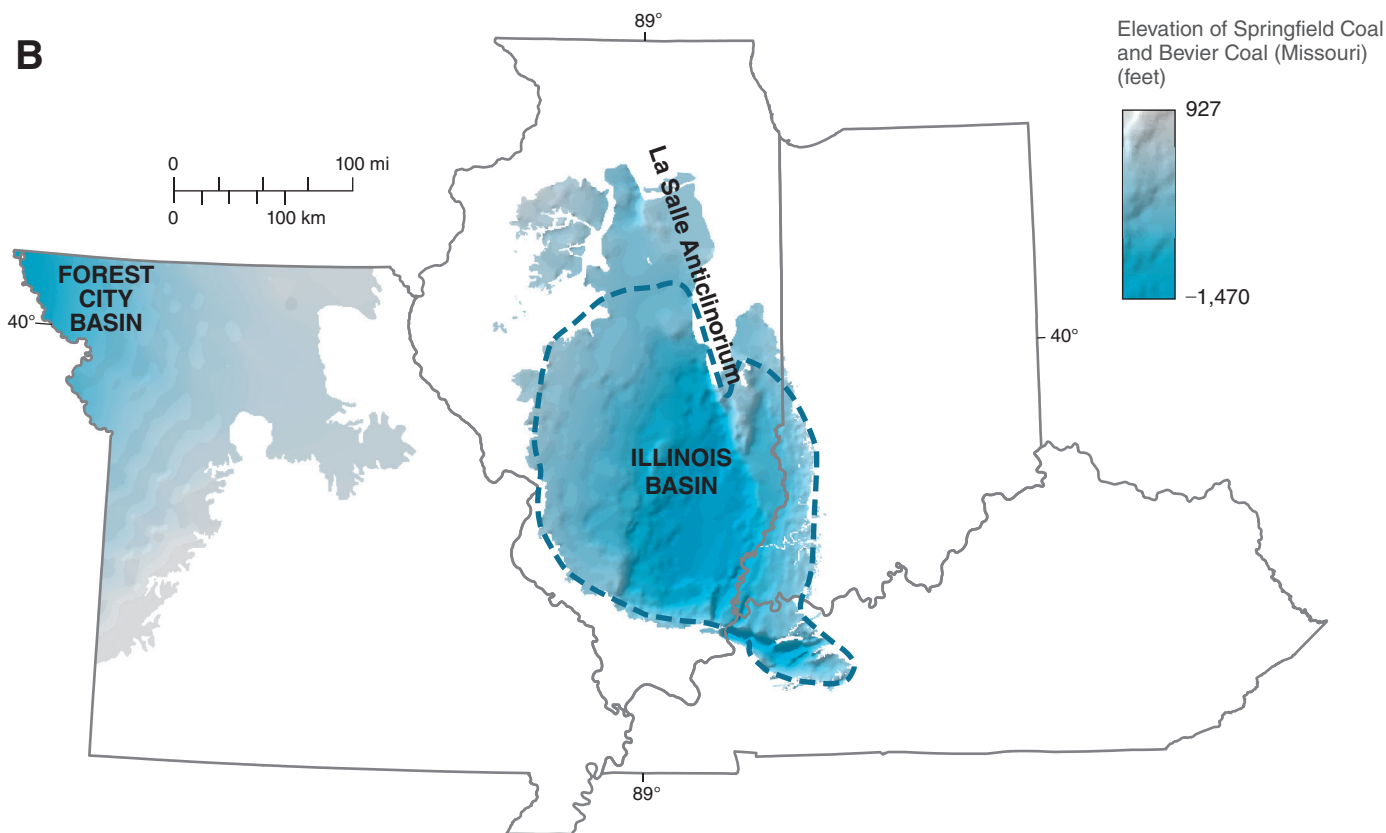 B
89°
Elevation of Springfield Coal
and Bevier Coal (Missouri)
(feet)
927
–1,470
0
100 mi
0
100 km
La Salle Anticlinorium
FOREST
CITY
BASIN
40°
40°
ILLINOIS
BASIN
89°